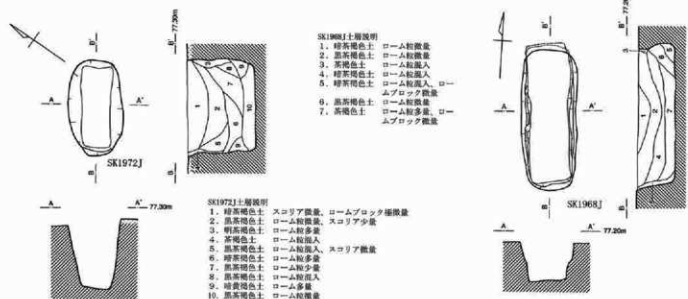 B'
77.30m
A
A'
B
SK1972J
A
A'
77.30m
SK1968J土層説明
1. 暗茶褐色土 ローム粒微量
2. 黒茶褐色土 ローム粒微量
3. 茶褐色土 ローム粒混入
4. 暗茶褐色土 ローム粒混入
5. 暗茶褐色土 ローム粒混入、ロー
ムブロック微量
6. 黒茶褐色土 ローム粒微量
7. 茶褐色土 ローム粒多量、ロー
ムブロック微量
SK1972J土層説明
1. 暗茶褐色土 スコリア微量、ロームブロック極微量
2. 黒茶褐色土 ローム粒微量、スコリア少量
3. 明茶褐色土 ローム粒多量
4. 茶褐色土 ローム粒混入
5. 黒茶褐色土 ローム粒混入、スコリア微量
6. 暗茶褐色土 ローム粒多量
7. 黒茶褐色土 ローム粒少量
8. 黒茶褐色土 ローム粒混入
9. 暗黄褐色土 ローム多量
10. 黒茶褐色土 ローム粒微量
B'
A
A'
B
SK1968J
A
A'
77.20m